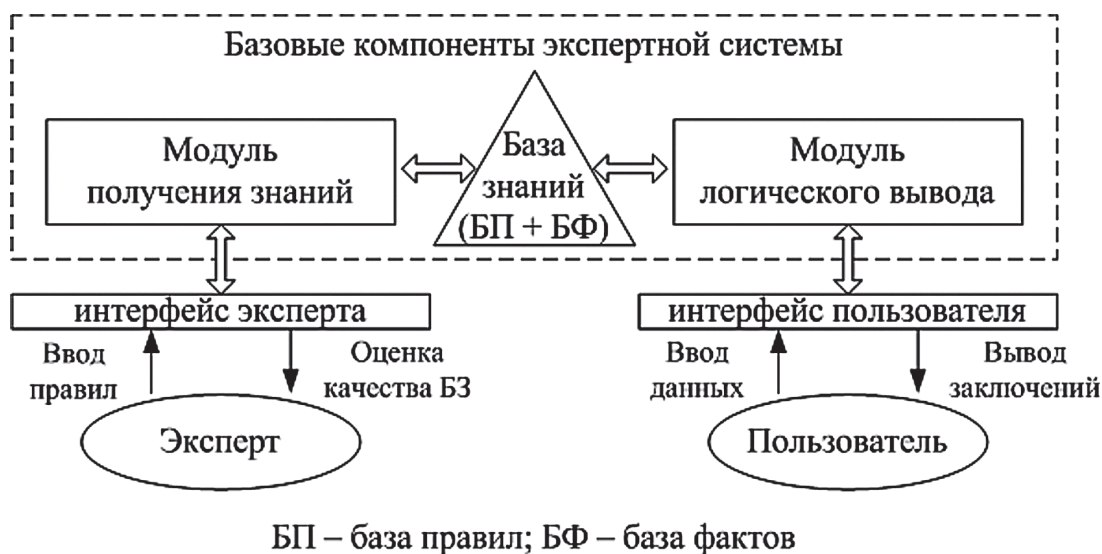 Базовые компоненты экспертной системы
Модуль
получения знаний
База
знаний
(БП + БФ)
Модуль
логического вывода
интерфейс эксперта
интерфейс пользователя
Ввод
правил
Оценка
качества БЗ
Ввод
данных
Вывод
заключений
Эксперт
Пользователь
БП – база правил; БФ – база фактов